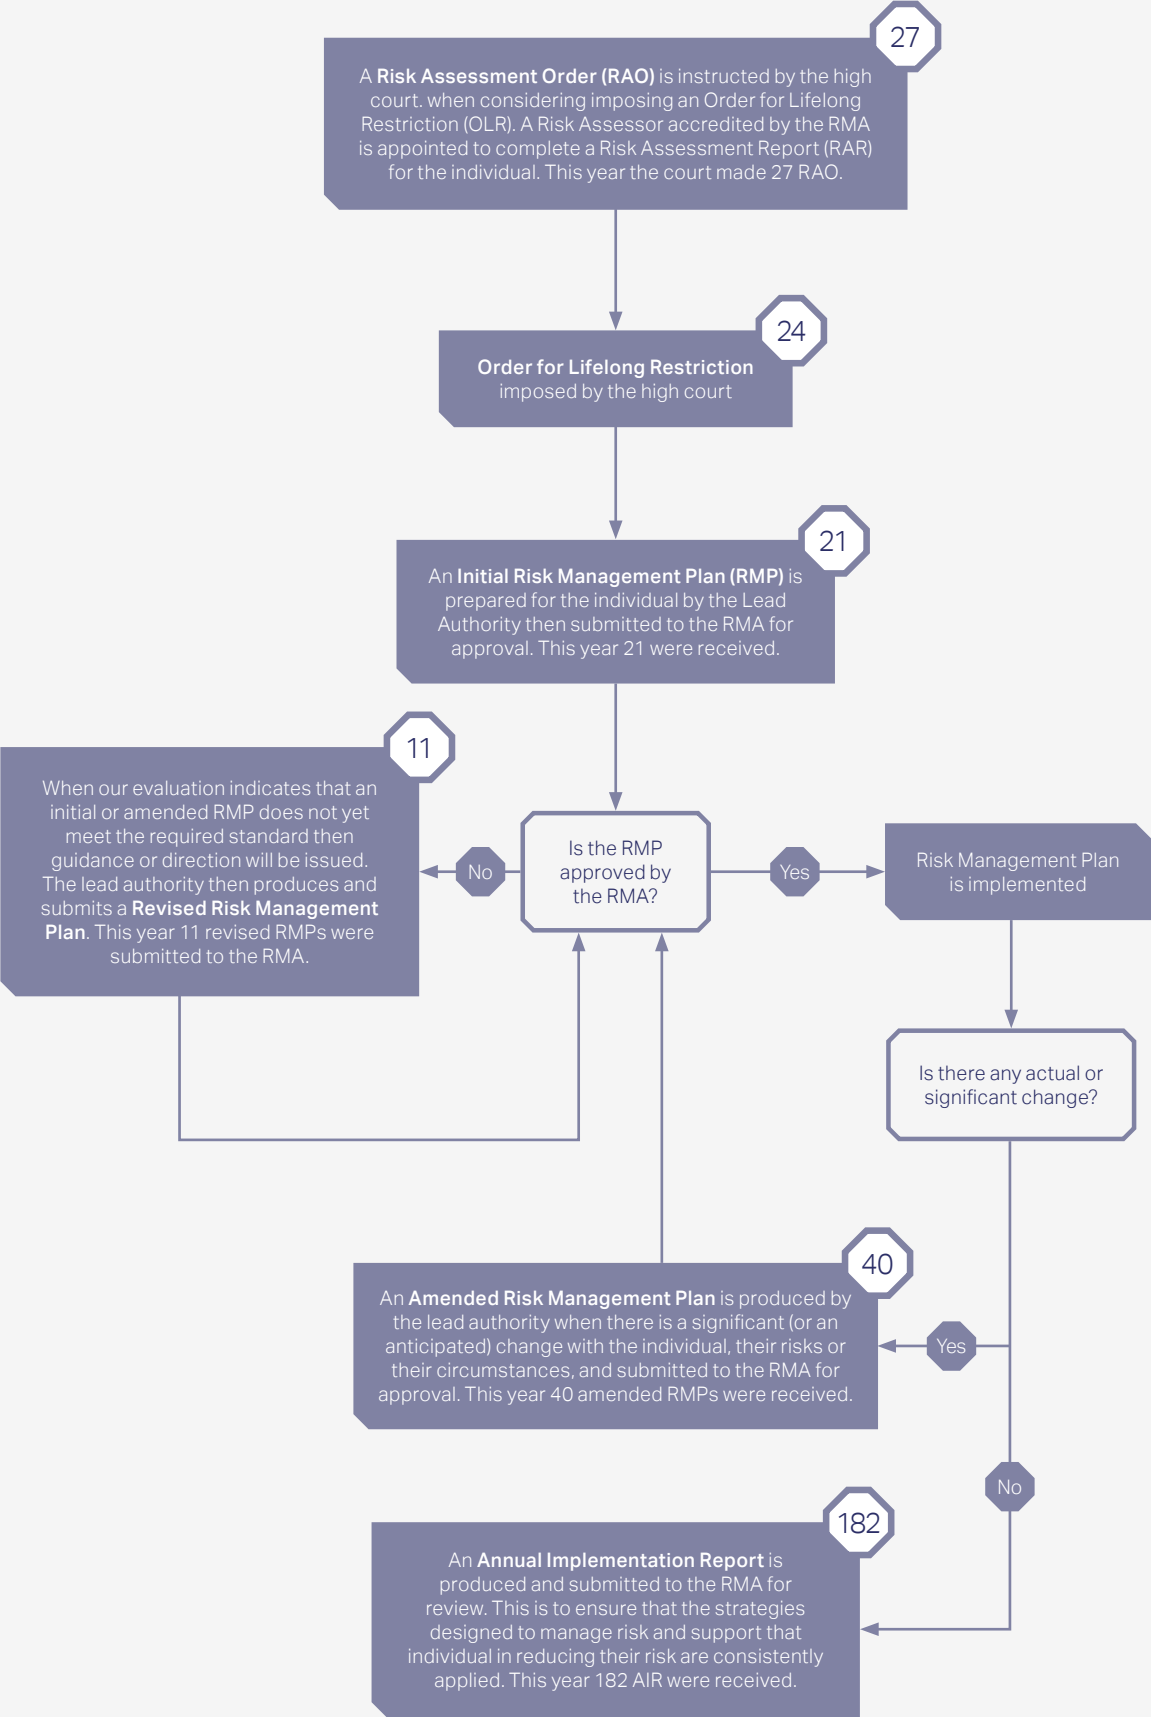 27
A Risk Assessment Order (RAO) is instructed by the high
court. when considering imposing an Order for Lifelong
Restriction (OLR). A Risk Assessor accredited by the RMA
is appointed to complete a Risk Assessment Report (RAR)
for the individual. This year the court made 27 RAO.
24
Order for Lifelong Restriction
imposed by the high court
21
An Initial Risk Management Plan (RMP) is
prepared for the individual by the Lead
Authority then submitted to the RMA for
approval. This year 21 were received.
11
When our evaluation indicates that an
initial or amended RMP does not yet
meet the required standard then
guidance or direction will be issued.
The lead authority then produces and
submits a Revised Risk Management
Plan. This year 11 revised RMPs were
submitted to the RMA.
No
Is the RMP
approved by
the RMA?
Yes
Risk Management Plan
is implemented
Is there any actual or
significant change?
40
An Amended Risk Management Plan is produced by
the lead authority when there is a significant (or an
anticipated) change with the individual, their risks or
their circumstances, and submitted to the RMA for
approval. This year 40 amended RMPs were received.
Yes
No
182
An Annual Implementation Report is
produced and submitted to the RMA for
review. This is to ensure that the strategies
designed to manage risk and support that
individual in reducing their risk are consistently
applied. This year 182 AIR were received.